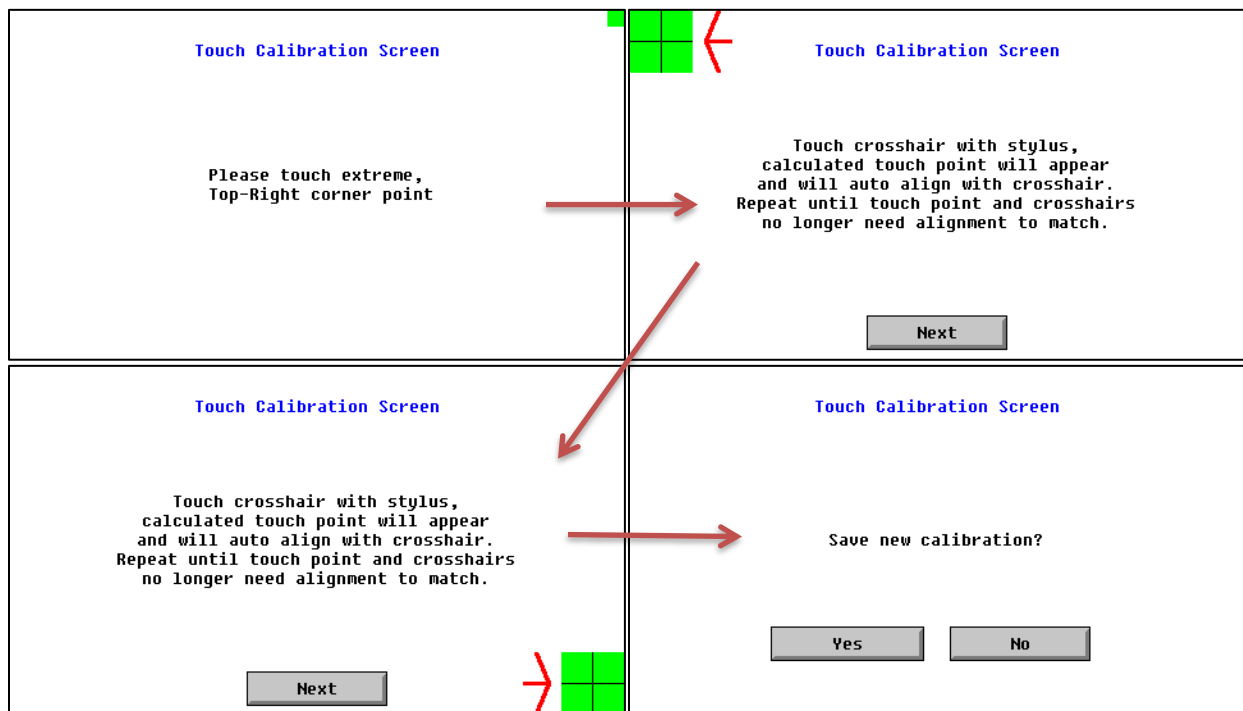 Touch Calibration Screen
Please touch extreme,
Top-Right corner point
Touch Calibration Screen
Touch crosshair with stylus,
calculated touch point will appear
and will auto align with crosshair.
Repeat until touch point and crosshairs
no longer need alignment to match.
Next
Touch Calibration Screen
Touch crosshair with stylus,
calculated touch point will appear
and will auto align with crosshair.
Repeat until touch point and crosshairs
no longer need alignment to match.
Next
Touch Calibration Screen
Save new calibration?
Yes
No